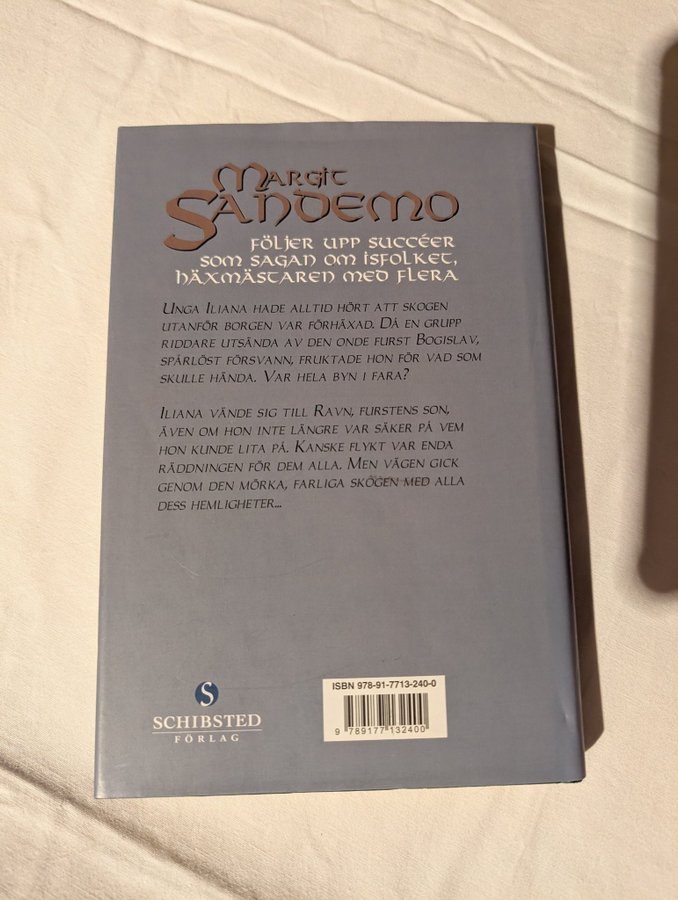 Margit
Sandemo
följer upp succéer
som sagan om isfolket,
häxmästaren med flera
Unga Iliana hade alltid hört att skogen
utanför borgen var förhäxad. Då en grupp
riddare utsända av den onde furst Bogislav,
spårlöst försvann, fruktade hon för vad som
skulle hända. Var hela byn i fara?
Iliana vände sig till Ravn, furstens son,
även om hon inte längre var säker på vem
hon kunde lita på. Kanske flykt var enda
räddningen för dem alla. Men vägen gick
genom den mörka, farliga skogen med alla
dess hemligheter...
S
SCHIBSTED
FÖRLAG
ISBN 978-91-7713-240-0
9 789177 132400